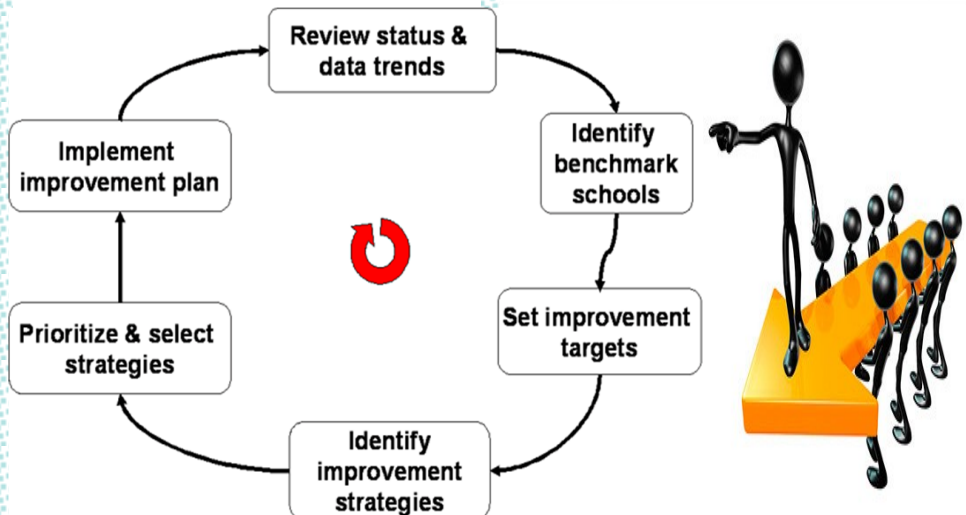 Review status &
data trends
Identify
benchmark
schools
Set improvement
targets
Identify
improvement
strategies
Prioritize & select
strategies
Implement
improvement plan